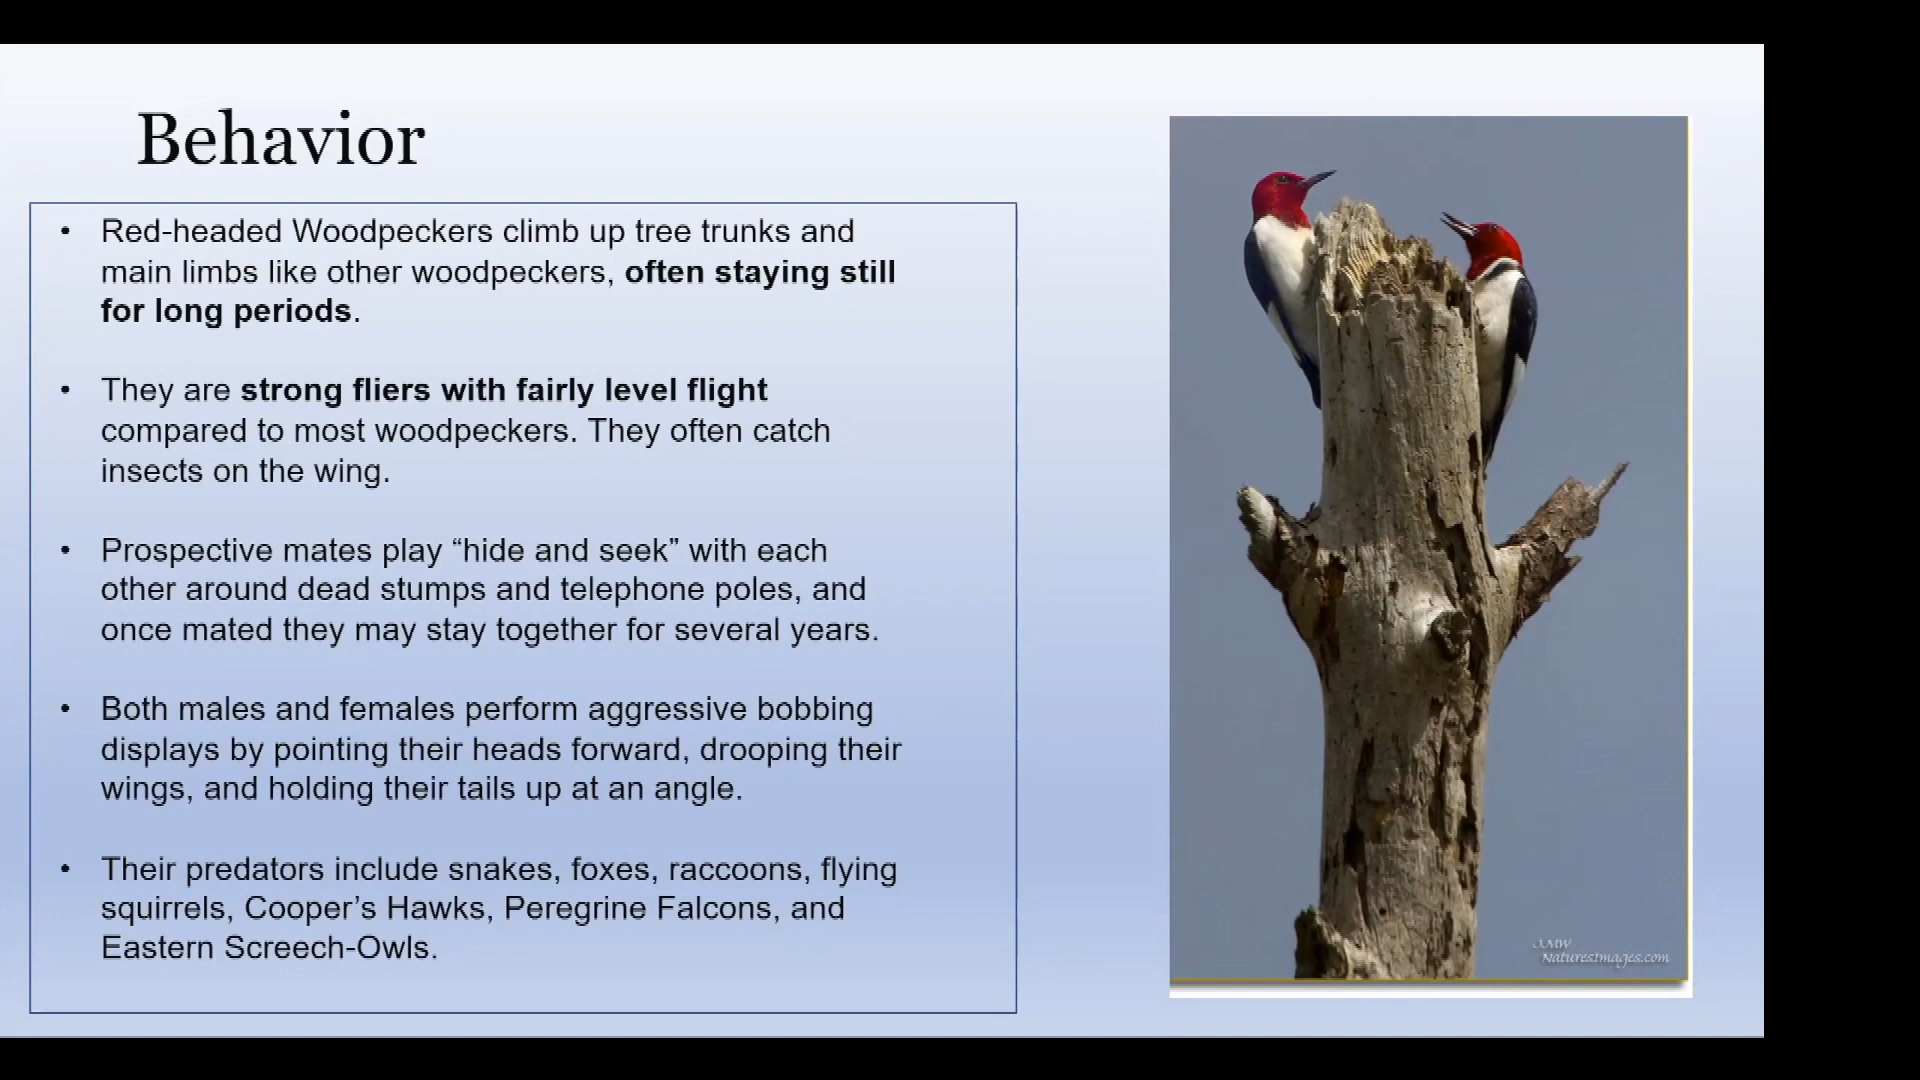 Behavior
• Red-headed Woodpeckers climb up tree trunks and
main limbs like other woodpeckers, often staying still
for long periods.
• They are strong fliers with fairly level flight
compared to most woodpeckers. They often catch
insects on the wing.
• Prospective mates play “hide and seek” with each
other around dead stumps and telephone poles, and
once mated they may stay together for several years.
• Both males and females perform aggressive bobbing
displays by pointing their heads forward, drooping their
wings, and holding their tails up at an angle.
• Their predators include snakes, foxes, raccoons, flying
squirrels, Cooper’s Hawks, Peregrine Falcons, and
Eastern Screech-Owls.
NaturesImages.com